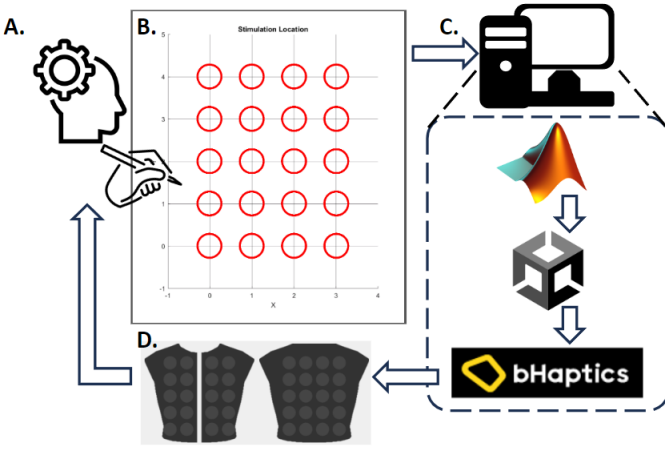 A.
B.
C.
Stimulation Location
5
4
3
2
1
0
-1
-1 0 1 2 3 4
X
D.
bHaptics